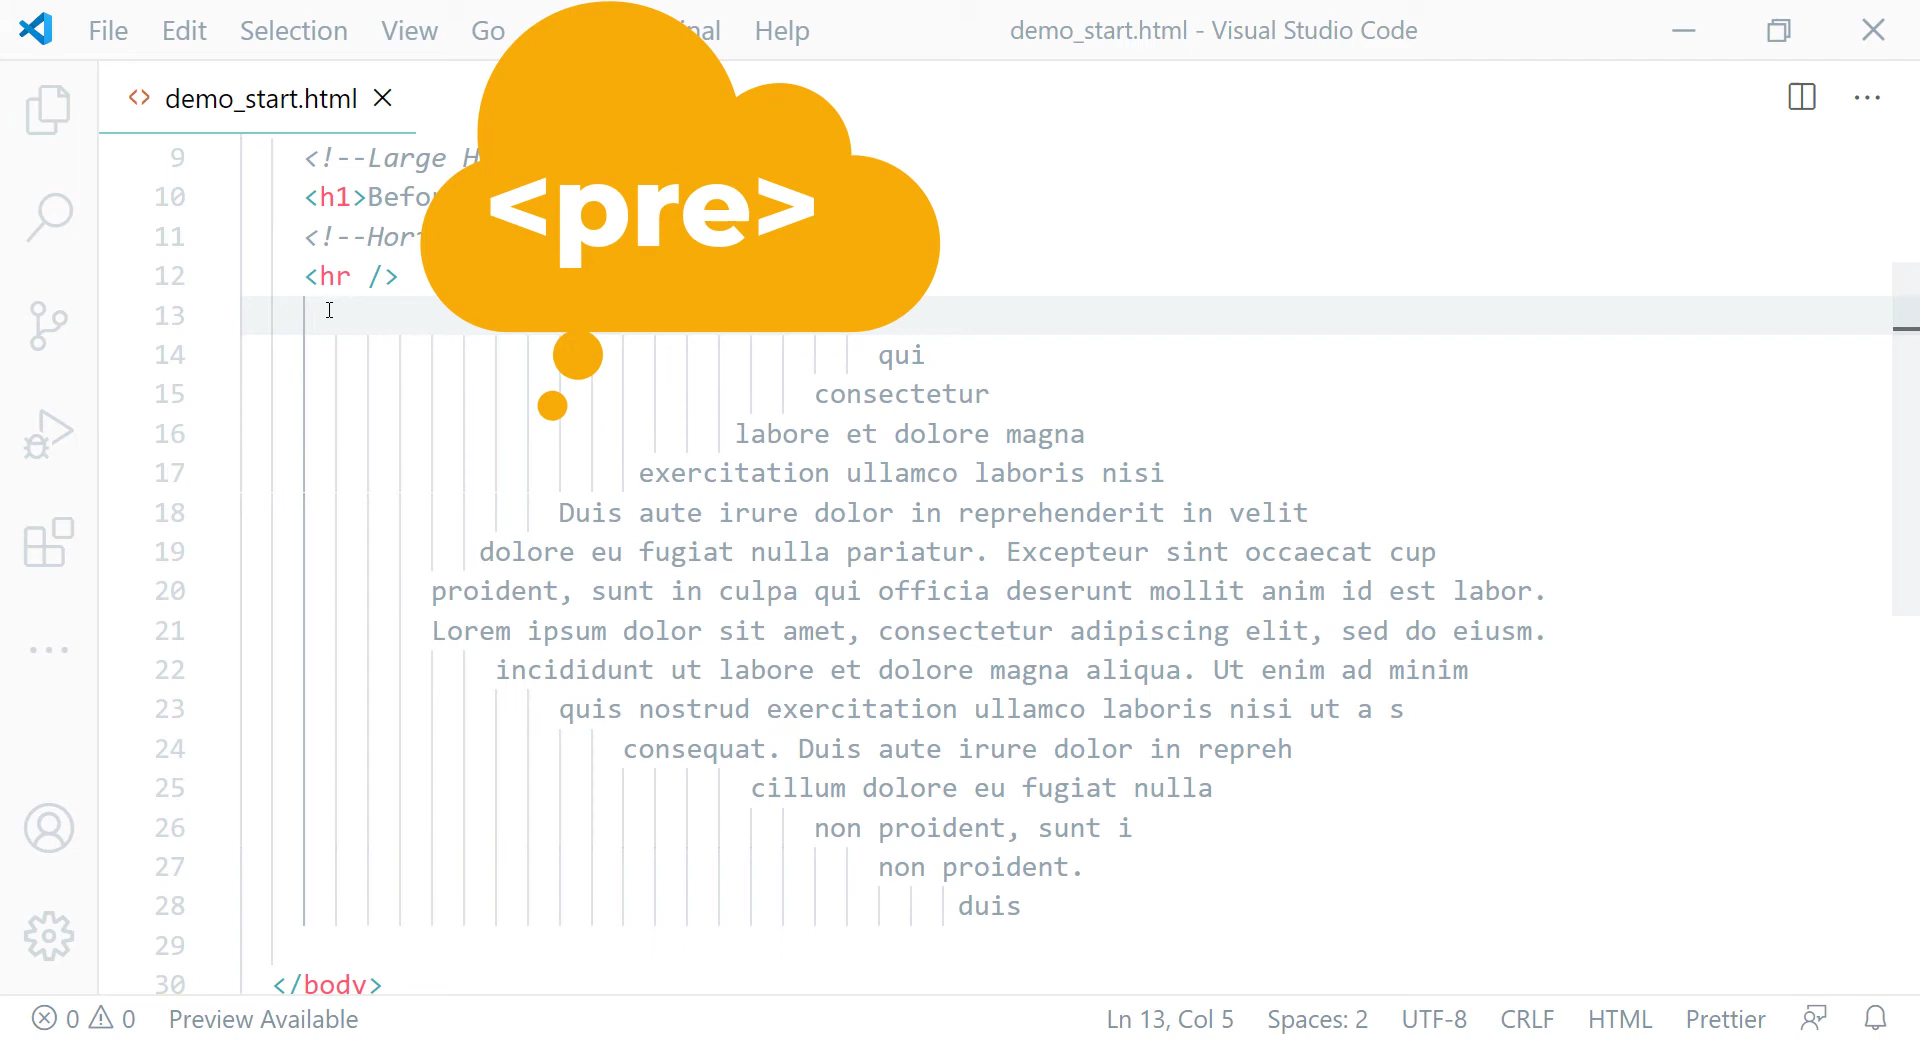 File Edit Selection View Go nal Help demo_start.html - Visual Studio Code
<> demo_start.html
<pre>
9 <!--Large H
10 <h1>Befo
11 <!--Hor
12 <hr />
13
14 qui
15 consectetur
16 labore et dolore magna
17 exercitation ullamco laboris nisi
18 Duis aute irure dolor in reprehenderit in velit
19 dolore eu fugiat nulla pariatur. Excepteur sint occaecat cup
20 proident, sunt in culpa qui officia deserunt mollit anim id est labor.
21 Lorem ipsum dolor sit amet, consectetur adipiscing elit, sed do eiusm.
22 incididunt ut labore et dolore magna aliqua. Ut enim ad minim
23 quis nostrud exercitation ullamco laboris nisi ut a s
24 consequat. Duis aute irure dolor in repreh
25 cillum dolore eu fugiat nulla
26 non proident, sunt i
27 non proident.
28 duis
29
30 </body>
0 0 Preview Available Ln 13, Col 5 Spaces: 2 UTF-8 CRLF HTML Prettier